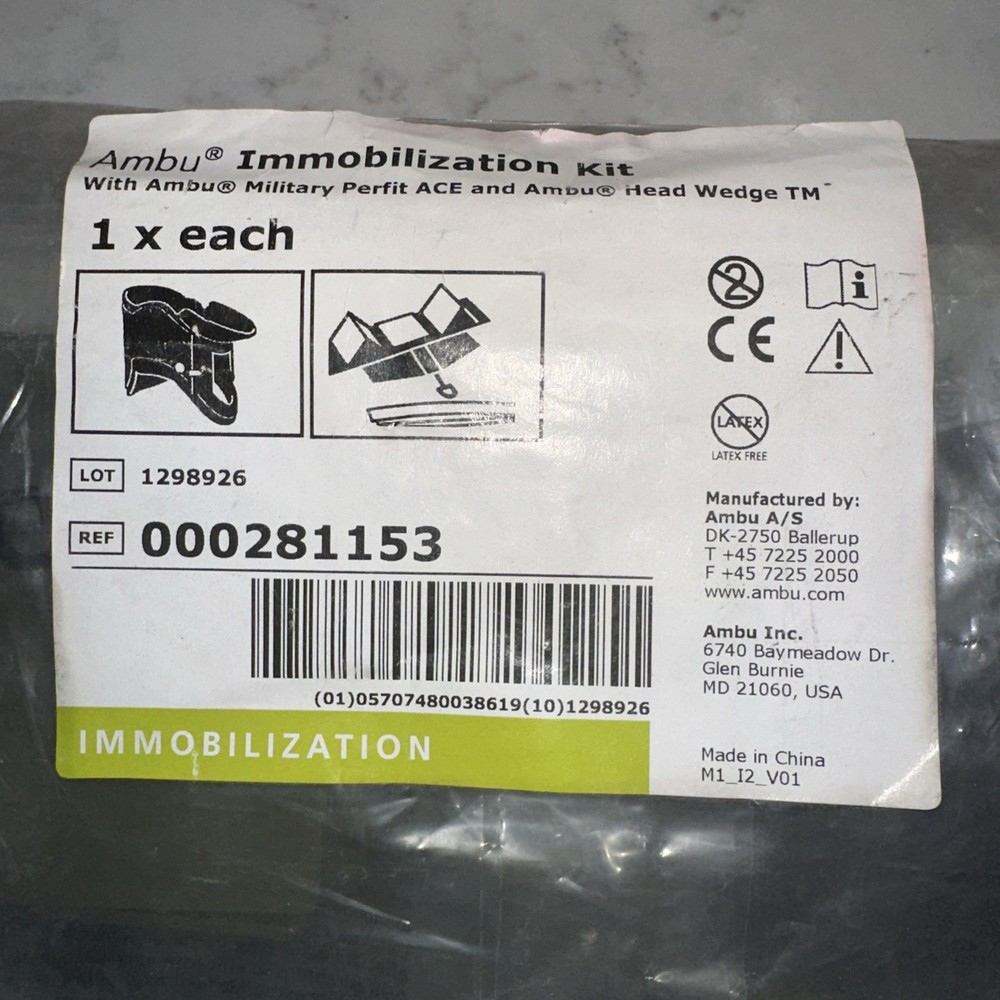 Ambu® Immobilization Kit
With Ambu® Military Perfit ACE and Ambu® Head Wedge TM
1 x each
2
i
CE
!
LATEX
LATEX FREE
LOT 1298926
REF 000281153
(01)05707480038619(10)1298926
IMMOBILIZATION
Manufactured by:
Ambu A/S
DK-2750 Ballerup
T +45 7225 2000
F +45 7225 2050
www.ambu.com
Ambu Inc.
6740 Baymeadow Dr.
Glen Burnie
MD 21060, USA
Made in China
M1_I2_V01